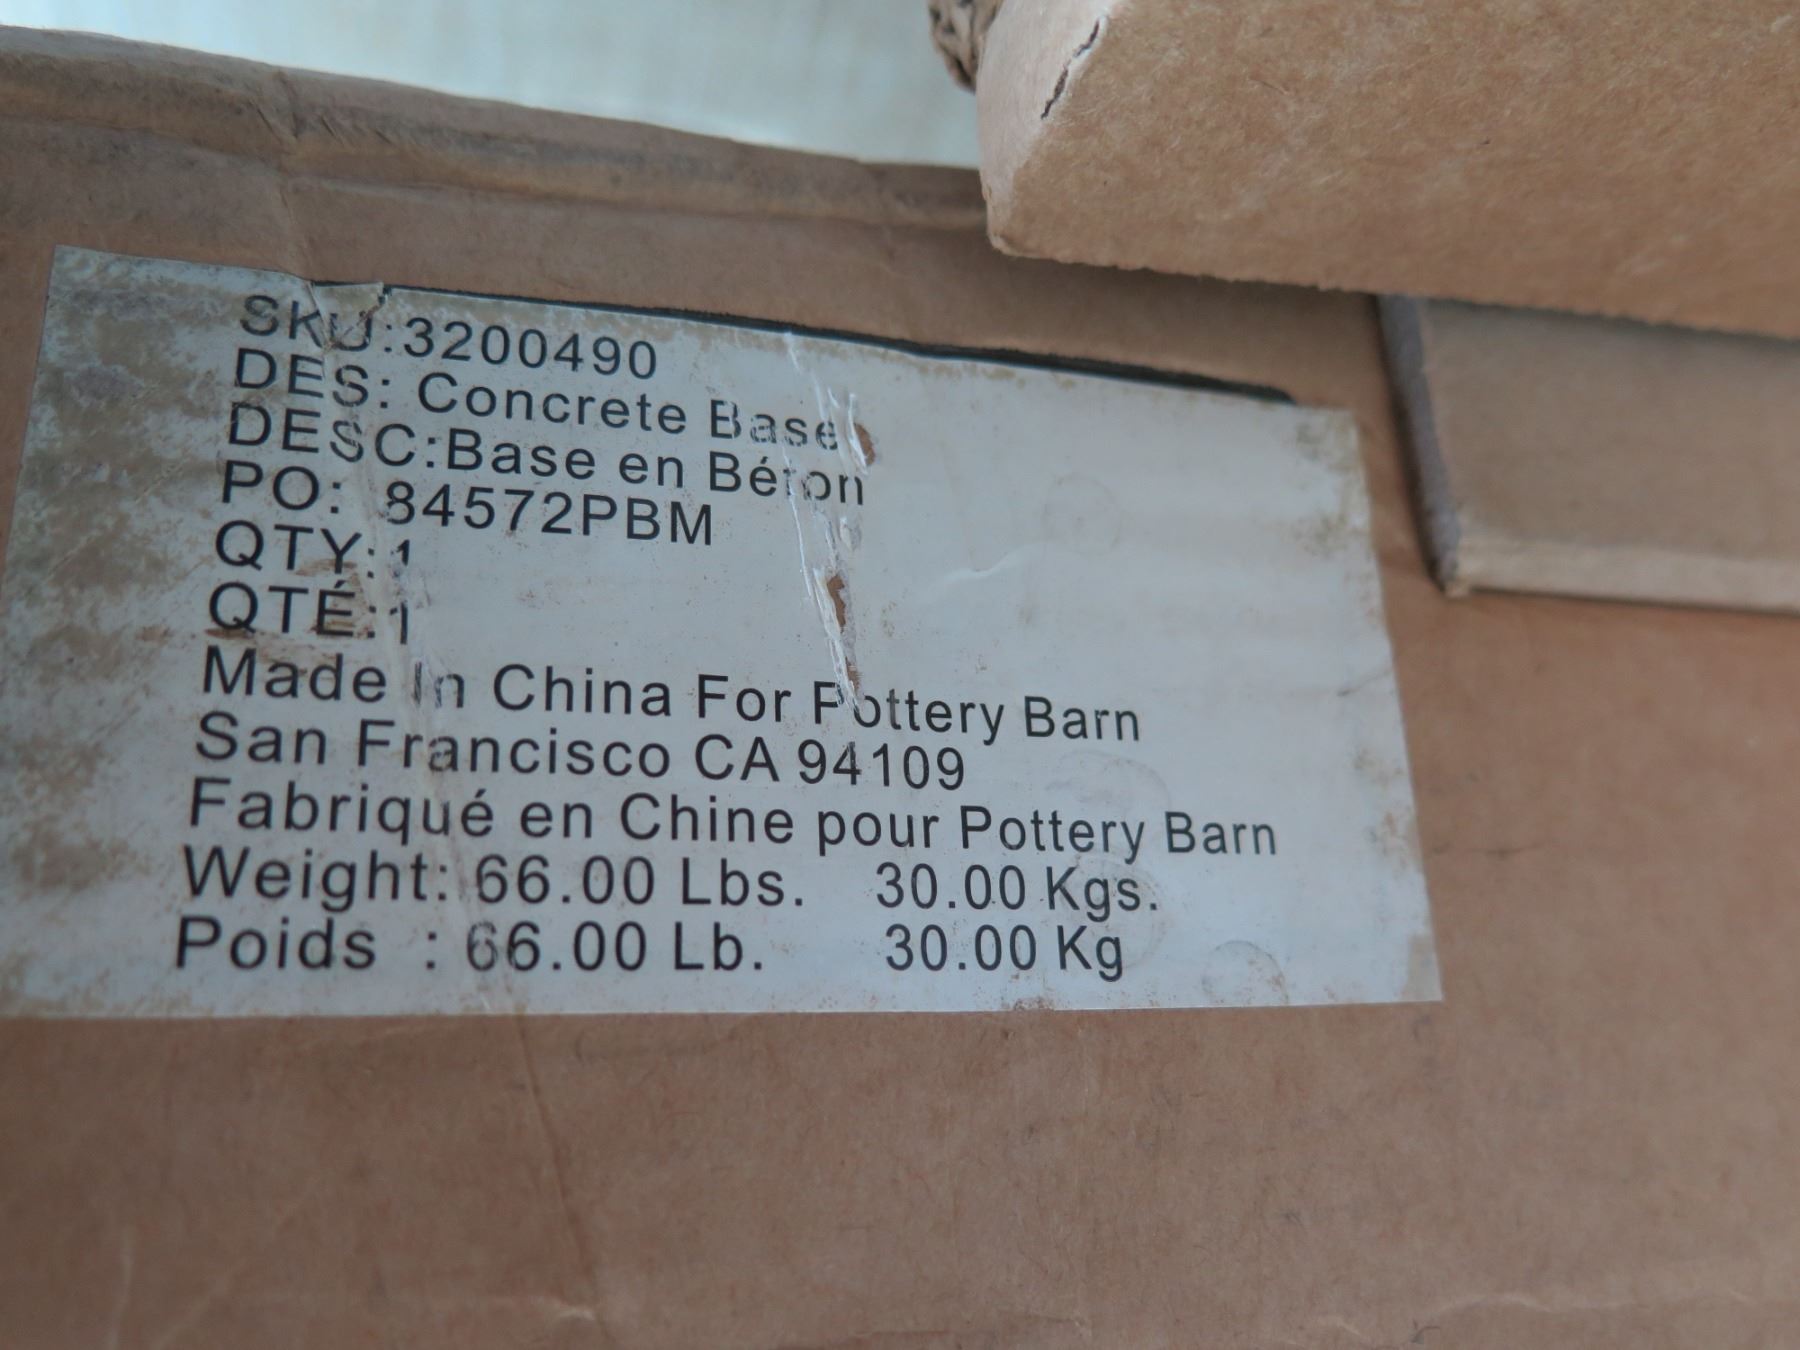 SKU:3200490
DES: Concrete Base
DESC:Base en Béton
PO: 84572PBM
QTY:1
QTÉ:1
Made In China For Pottery Barn
San Francisco CA 94109
Fabriqué en Chine pour Pottery Barn
Weight: 66.00 Lbs. 30.00 Kgs.
Poids : 66.00 Lb. 30.00 Kg